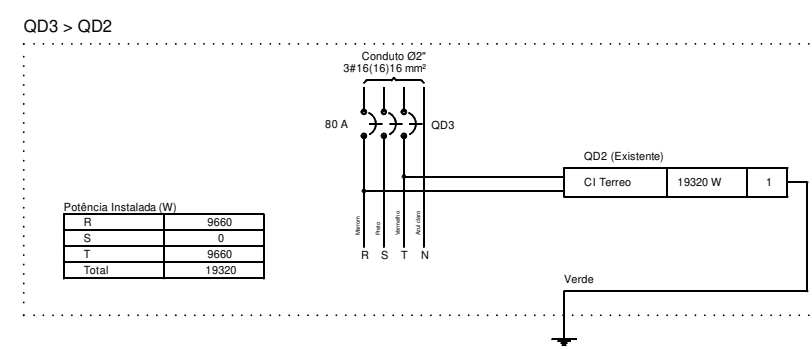 QD3 > QD2
Conduto Ø2"
3#16(16)16 mm²
80 A
QD3
QD2 (Existente)
CI Terreo 19320 W 1
Potência Instalada (W)
R 9660
S 0
T 9660
Total 19320
Marrom
Preto
Vermelho
Azul claro
R S T N
Verde